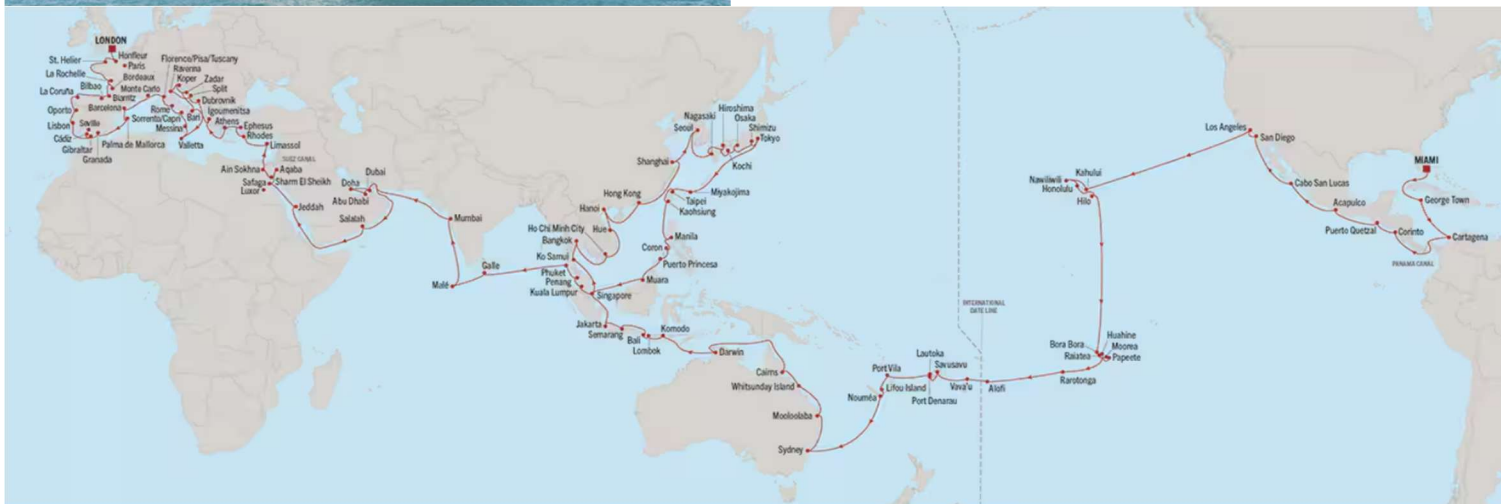 LONDON
St. Helier
Honfleur
Paris
La Rochelle
Bordeaux
Bilbao
Biarritz
La Coruña
Oporto
Lisbon
Sevilla
Cádiz
Gibraltar
Granada
Barcelona
Palma de Mallorca
Monte Carlo
Florence/Pisa/Tuscany
Ravenna
Koper
Zadar
Split
Dubrovnik
Rome
Bari
Sorrento/Capri
Messina
Valletta
Igoumenitsa
Athens
Ephesus
Rhodes
Limassol
SUEZ CANAL
Ain Sokhna
Aqaba
Sharm El Sheikh
Safaga
Luxor
Jeddah
Salalah
Doha
Dubai
Abu Dhabi
Mumbai
Malé
Galle
Phuket
Penang
Kuala Lumpur
Singapore
Ko Samui
Bangkok
Ho Chi Minh City
Hue
Hanoi
Hong Kong
Shanghai
Seoul
Nagasaki
Hiroshima
Osaka
Shimizu
Tokyo
Kochi
Miyakojima
Taipei
Kaohsiung
Manila
Coron
Puerto Princesa
Muara
Jakarta
Semarang
Bali
Lombok
Komodo
Darwin
Cairns
Whitsunday Island
Mooloolaba
Sydney
Nouméa
Lifou Island
Port Vila
Lautoka
Port Denarau
Savusavu
Vava'u
Alofi
INTERNATIONAL
DATE LINE
Rarotonga
Bora Bora
Raiatea
Huahine
Moorea
Papeete
Nawiliwili
Honolulu
Kahului
Hilo
Los Angeles
San Diego
Cabo San Lucas
Acapulco
Puerto Quetzal
Corinto
PANAMA CANAL
Cartagena
George Town
MIAMI